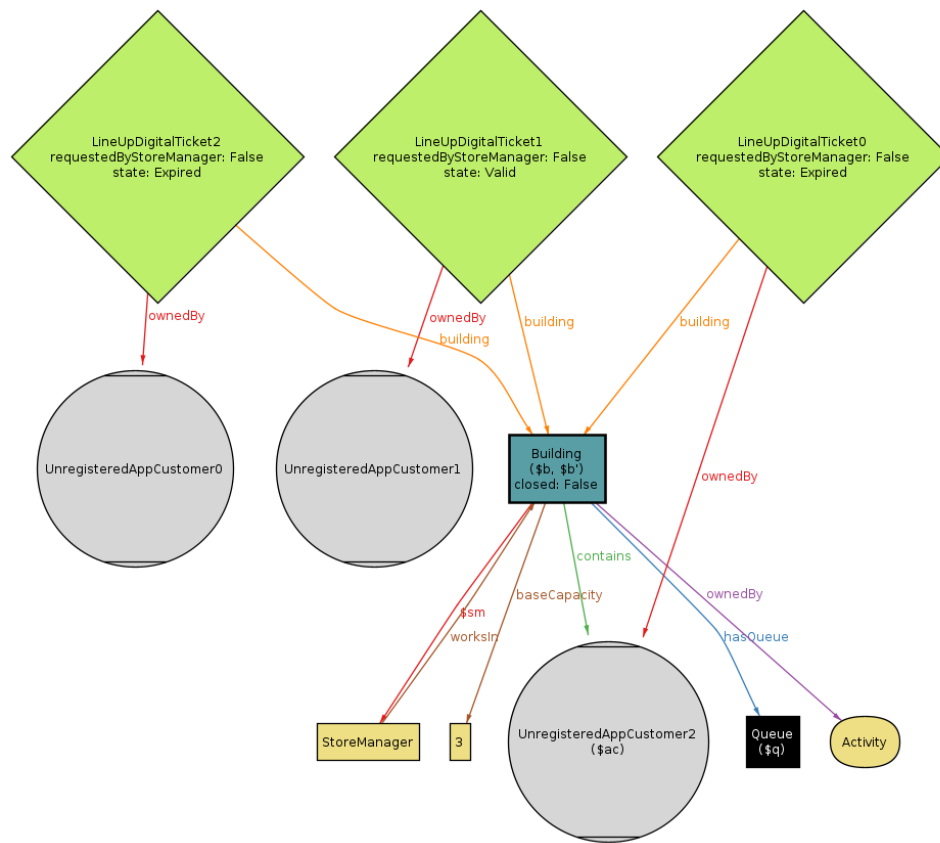 LineUpDigitalTicket2
requestedByStoreManager: False
state: Expired
LineUpDigitalTicket1
requestedByStoreManager: False
state: Valid
LineUpDigitalTicket0
requestedByStoreManager: False
state: Expired
ownedBy
building
ownedBy
building
building
ownedBy
UnregisteredAppCustomer0
UnregisteredAppCustomer1
Building
($b, $b')
closed: False
$sm
worksIn
baseCapacity
contains
hasQueue
ownedBy
StoreManager
3
UnregisteredAppCustomer2
($ac)
Queue
($q)
Activity